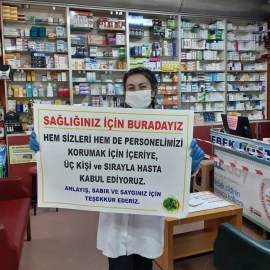 SAĞLIĞINIZ İÇİN BURADAYIZ
HEM SİZLERİ HEM DE PERSONELİMİZİ
KORUMAK İÇİN İÇERİYE,
ÜÇ KİŞİ ve SIRAYLA HASTA
KABUL EDİYORUZ.
ANLAYIŞ, SABIR VE SAYGINIZ İÇİN
TEŞEKKÜR EDERİZ.